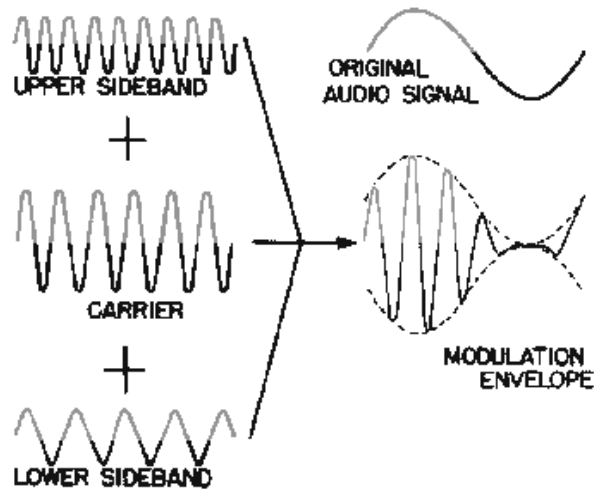 UPPER SIDEBAND
ORIGINAL
AUDIO SIGNAL
+
CARRIER
+
MODULATION
ENVELOPE
LOWER SIDEBAND